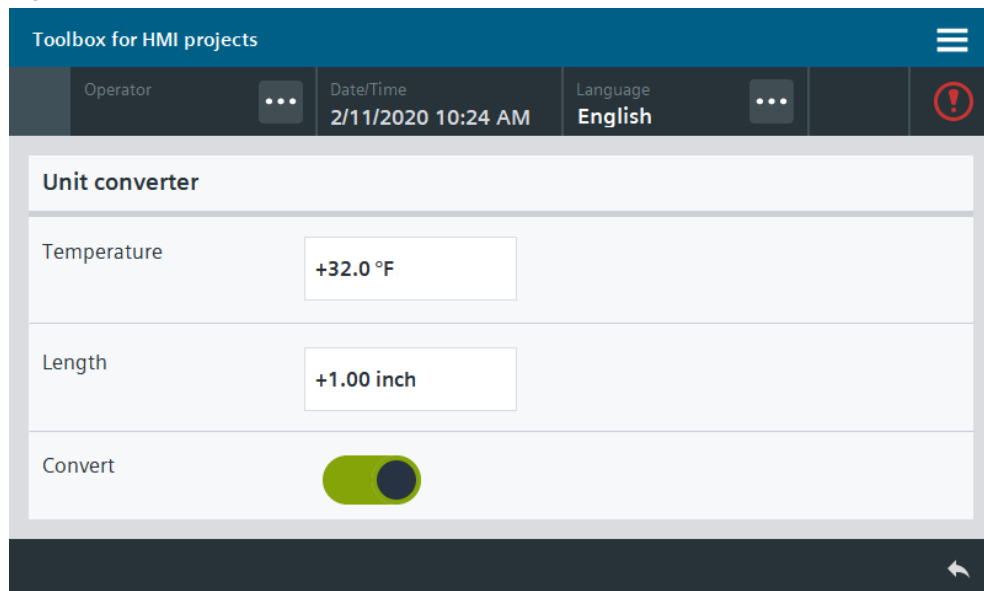 Toolbox for HMI projects
Operator
Date/Time
Language
2/11/2020 10:24 AM
English
Unit converter
Temperature
+32.0 °F
Length
+1.00 inch
Convert